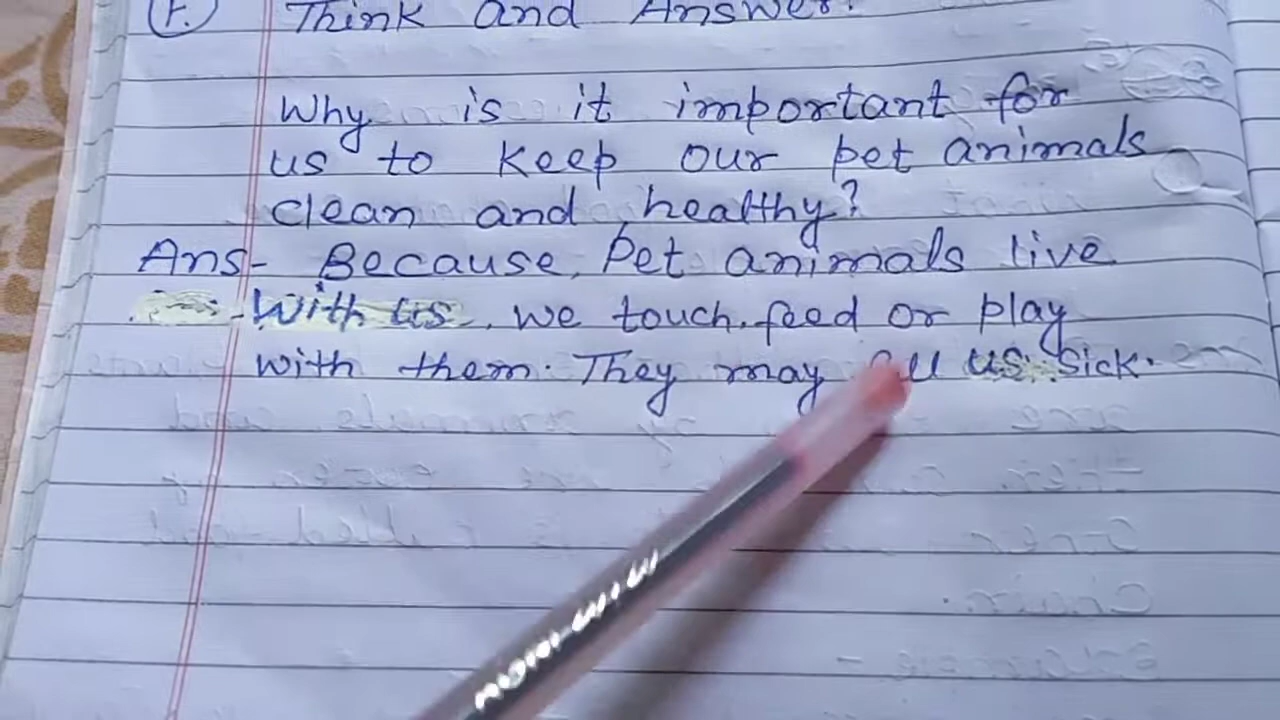 F. Think and Answer.
Why is it important for
us to keep our pet animals
clean and healthy?
Ans- Because, Pet animals live
with us, we touch, feed or play
with them. They may us sick.